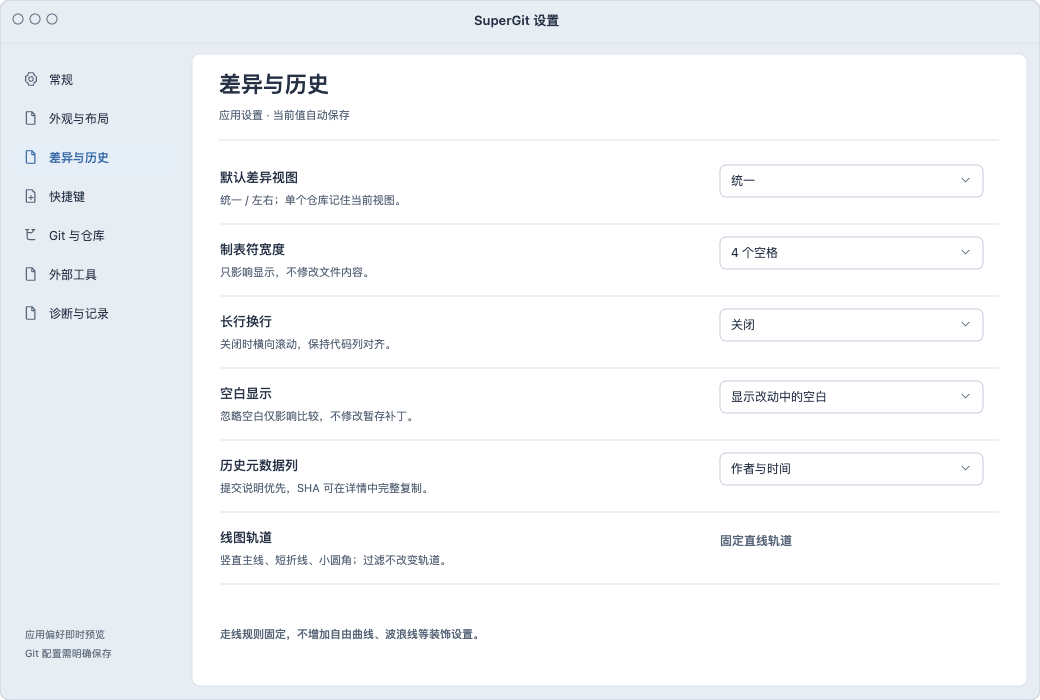 SuperGit 设置
常规
外观与布局
差异与历史
快捷键
Git 与仓库
外部工具
诊断与记录
应用偏好即时预览
Git 配置需明确保存
差异与历史
应用设置 · 当前值自动保存
默认差异视图
统一 / 左右；单个仓库记住当前视图。
统一
制表符宽度
只影响显示，不修改文件内容。
4 个空格
长行换行
关闭时横向滚动，保持代码列对齐。
关闭
空白显示
忽略空白仅影响比较，不修改暂存补丁。
显示改动中的空白
历史元数据列
提交说明优先，SHA 可在详情中完整复制。
作者与时间
线图轨道
竖直主线、短折线、小圆角；过滤不改变轨道。
固定直线轨道
走线规则固定，不增加自由曲线、波浪线等装饰设置。